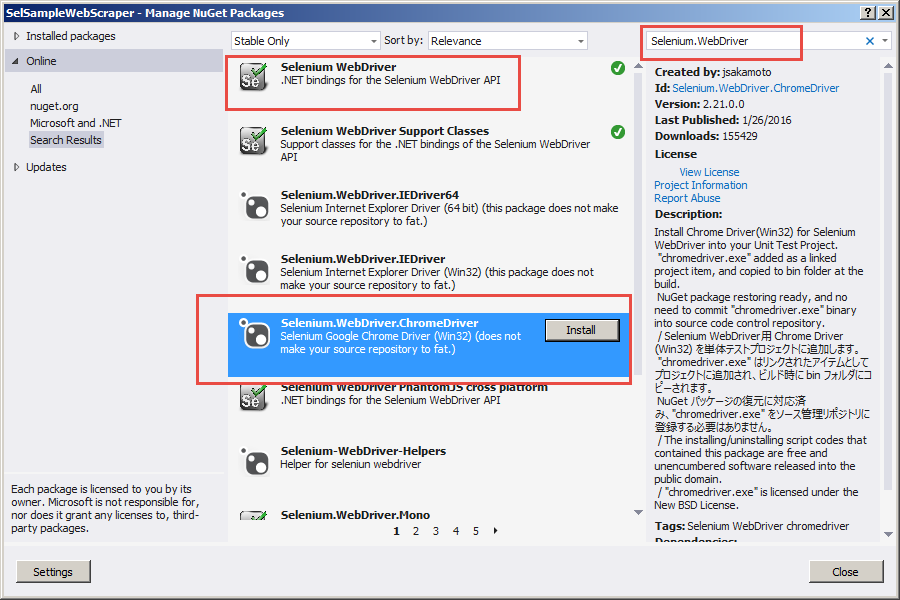 SelSampleWebScraper - Manage NuGet Packages
Installed packages
Online
All
nuget.org
Microsoft and .NET
Search Results
Updates
Each package is licensed to you by its
owner. Microsoft is not responsible for,
nor does it grant any licenses to, third-
party packages.
Settings
Stable Only
Sort by: Relevance
Selenium WebDriver
.NET bindings for the Selenium WebDriver API
Selenium WebDriver Support Classes
Support classes for the .NET bindings of the Selenium WebDriver
API
Selenium.WebDriver.IEDriver64
Selenium Internet Explorer Driver (64 bit) (this package does not make
your source repository to fat.)
Selenium.WebDriver.IEDriver
Selenium Internet Explorer Driver (Win32) (this package does not
make your source repository to fat.)
Selenium.WebDriver.ChromeDriver
Selenium Google Chrome Driver (Win32) (does not
make your source repository to fat.)
Install
Selenium WebDriver PhantomJS cross platform
.NET bindings for the Selenium WebDriver API
Selenium-WebDriver-Helpers
Helper for seleniun webdriver
Selenium.WebDriver.Mono
1 2 3 4 5
Selenium.WebDriver
Created by: jsakamoto
Id: Selenium.WebDriver.ChromeDriver
Version: 2.21.0.0
Last Published: 1/26/2016
Downloads: 155429
License
View License
Project Information
Report Abuse
Description:
Install Chrome Driver(Win32) for Selenium
WebDriver into your Unit Test Project.
"chromedriver.exe" added as a linked
project item, and copied to bin folder at the
build.
NuGet package restoring ready, and no
need to commit "chromedriver.exe" binary
into source code control repository.
/ Selenium WebDriver用 Chrome Driver
(Win32) を単体テストプロジェクトに追加します。
"chromedriver.exe" はリンクされたアイテムとして
プロジェクトに追加され、ビルド時に bin フォルダにコ
ピーされます。
NuGet パッケージの復元に対応済
み、"chromedriver.exe" をソース管理リポジトリに
登録する必要はありません。
/ The installing/uninstalling script codes that
contained this package are free and
unencumbered software released into the
public domain.
/ "chromedriver.exe" is licensed under the
New BSD License.
Tags: Selenium WebDriver chromedriver
Dependencies:
Close